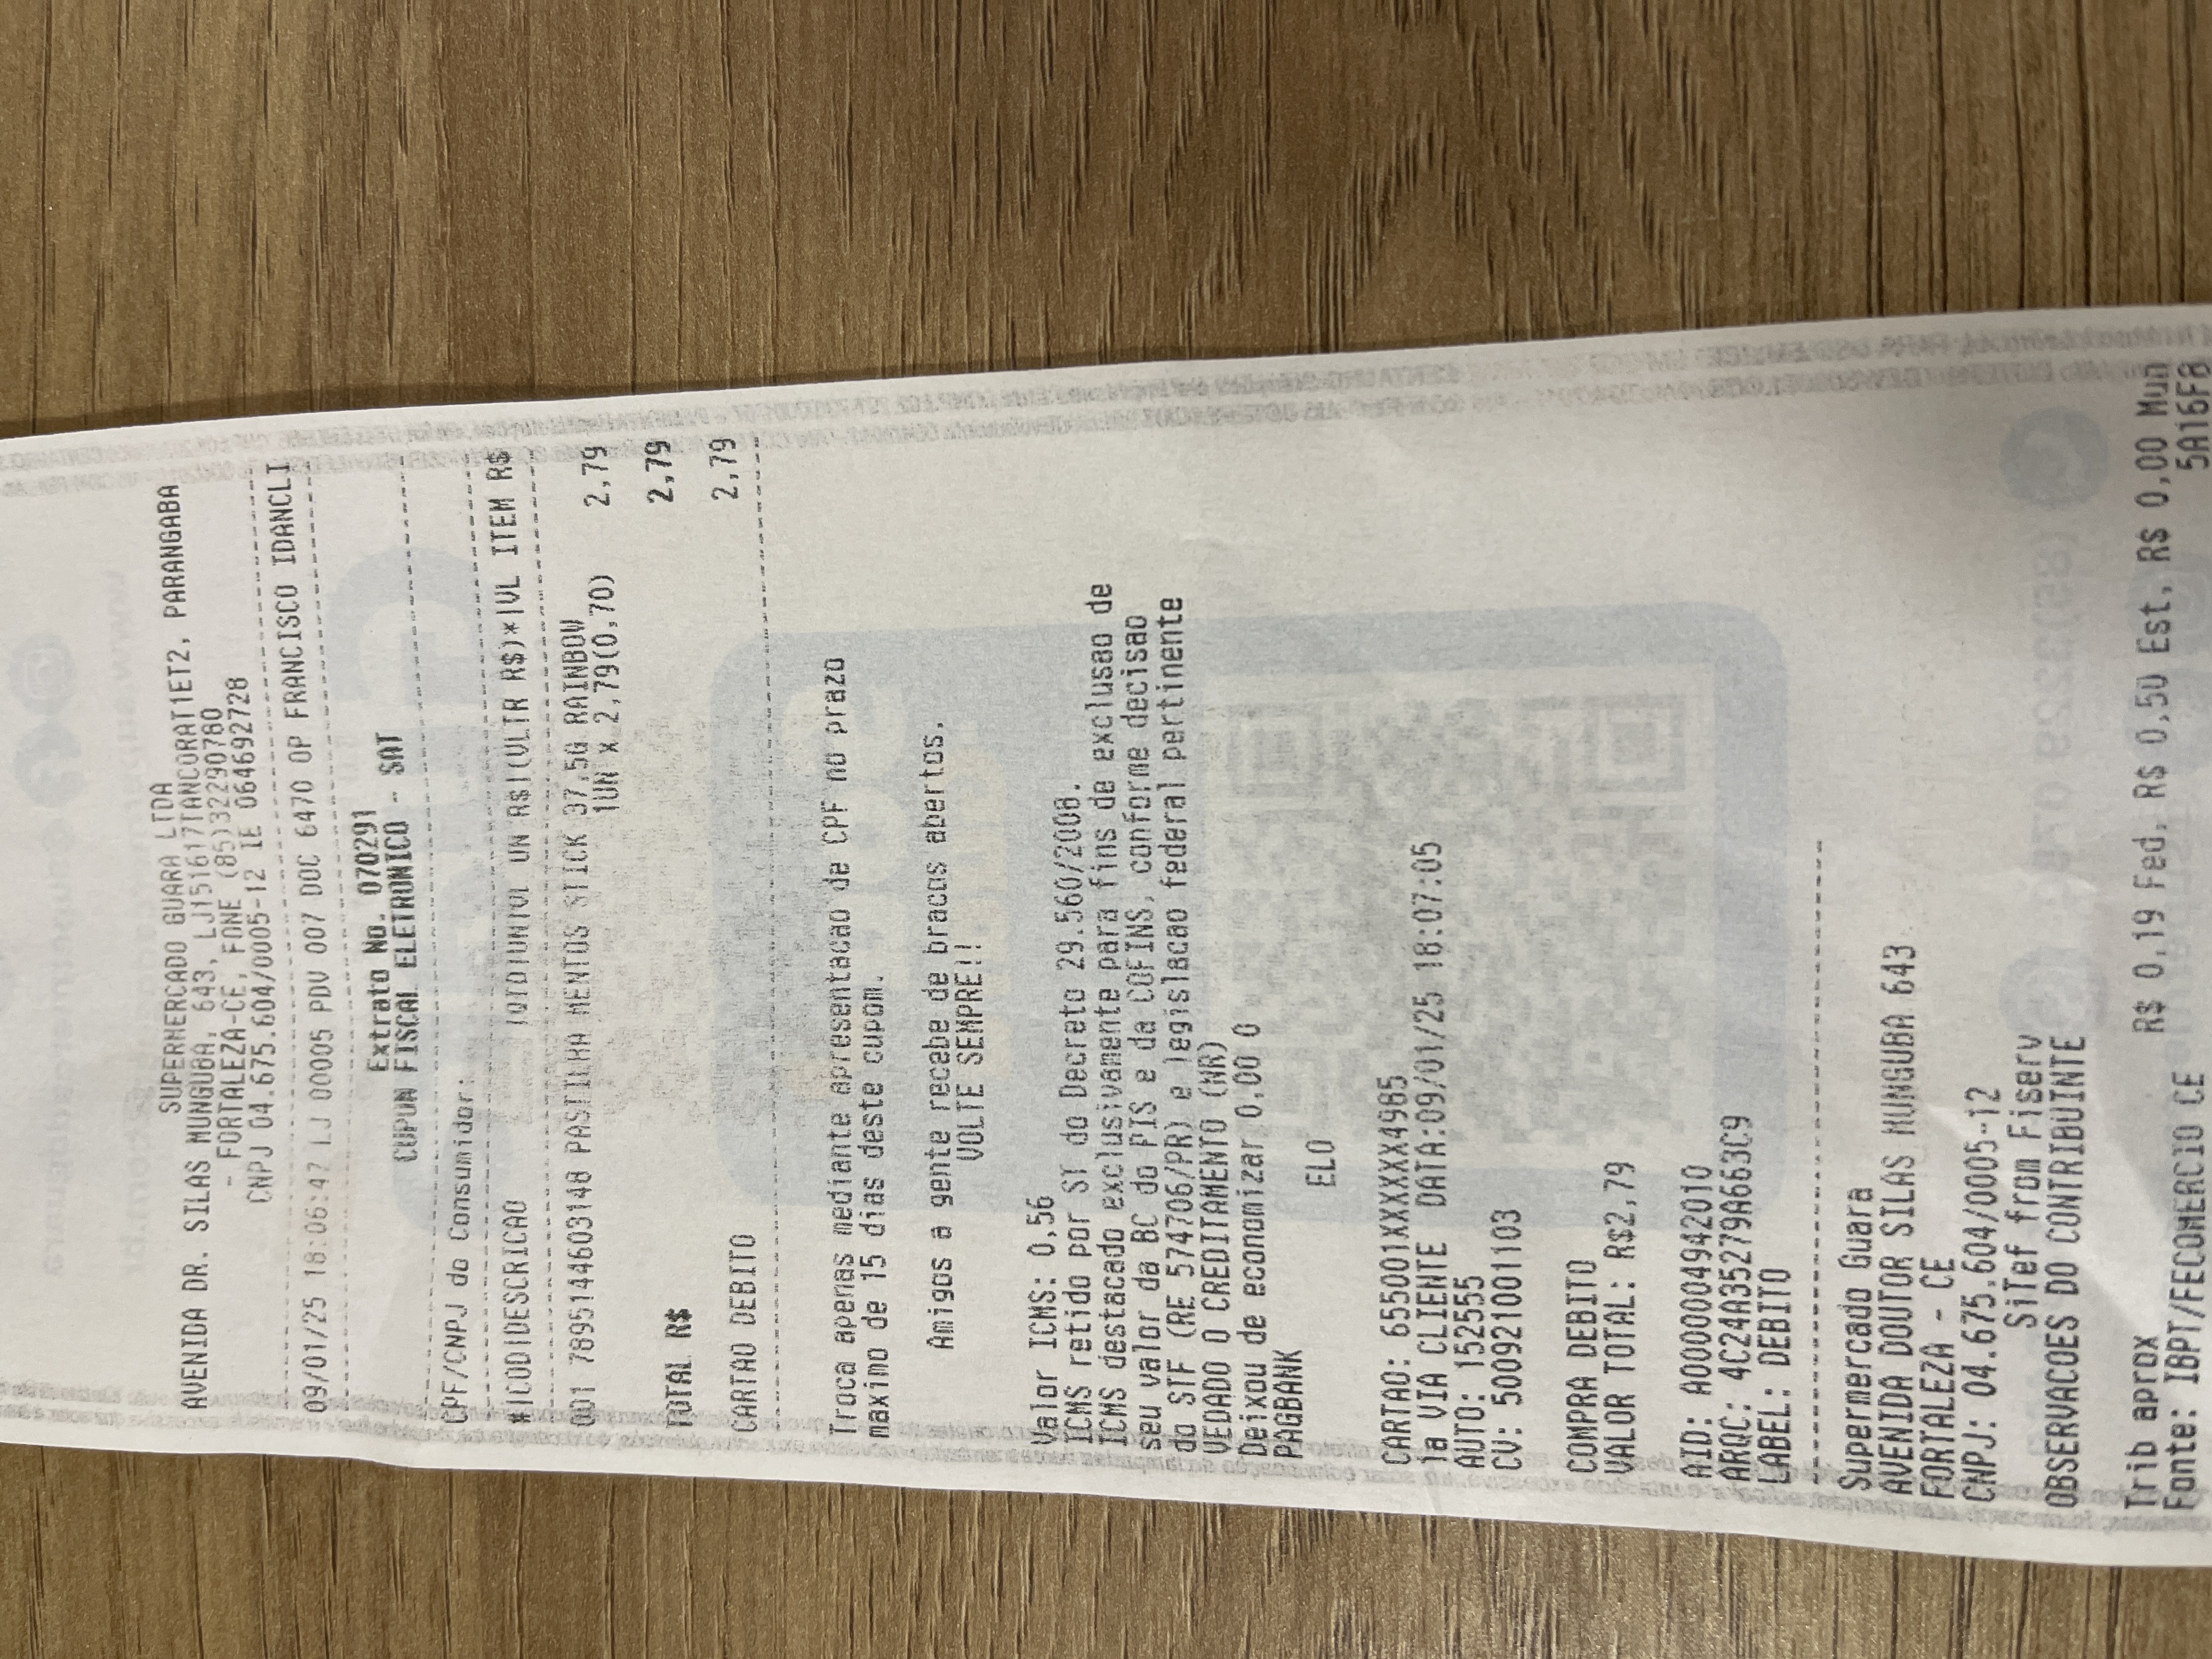 SUPERMERCADO GUARA LTDA
AVENIDA DR. SILAS MUNGUBA, 643, LJ151617TANCORAT1ET2, PARANGABA
- FORTALEZA-CE, FONE (85)32290780
CNPJ 04.675.604/0005-12 IE 064692728
09/01/25 18:06:47 LJ 00005 PDV 007 DOC 6470 OP FRANCISCO IDANCLI
Extrato No. 070291
CUPOM FISCAL ELETRONICO - SAT
CPF/CNPJ do Consumidor:
#|COD|DESCRICAO |QTD|UN|VL UN R$|(VLTR R$)*|VL ITEM R$
001 7895144603148 PASTILHA MENTOS STICK 37,5G RAINBOW
1UN X 2,79(0,70) 2,79
TOTAL R$ 2,79
CARTAO DEBITO 2,79
Troca apenas mediante apresentacao de CPF no prazo
maximo de 15 dias deste cupom.
Amigos a gente recebe de bracos abertos.
VOLTE SEMPRE!!
Valor ICMS: 0,56
ICMS retido por ST do Decreto 29.560/2008.
ICMS destacado exclusivamente para fins de exclusao de
seu valor da BC do PIS e da COFINS, conforme decisao
do STF (RE 574706/PR) e legislacao federal pertinente
VEDADO O CREDITAMENTO (NR)
Deixou de economizar 0,00 0
PAGBANK
ELO
CARTAO: 655001XXXXXX4985
1a VIA CLIENTE DATA:09/01/25 18:07:05
AUTO: 152555
CV: 500921001103
COMPRA DEBITO
VALOR TOTAL: R$2,79
AID: A0000004942010
ARQC: 4C24A35279A663C9
LABEL: DEBITO
Supermercado Guara
AVENIDA DOUTOR SILAS MUNGUBA 643
FORTALEZA - CE
CNPJ: 04.675.604/0005-12
SiTef from Fiserv
OBSERVACOES DO CONTRIBUINTE
Trib aprox R$ 0,19 Fed, R$ 0,50 Est, R$ 0,00 Mun
Fonte: IBPT/FECOMERCIO CE 5A16F8